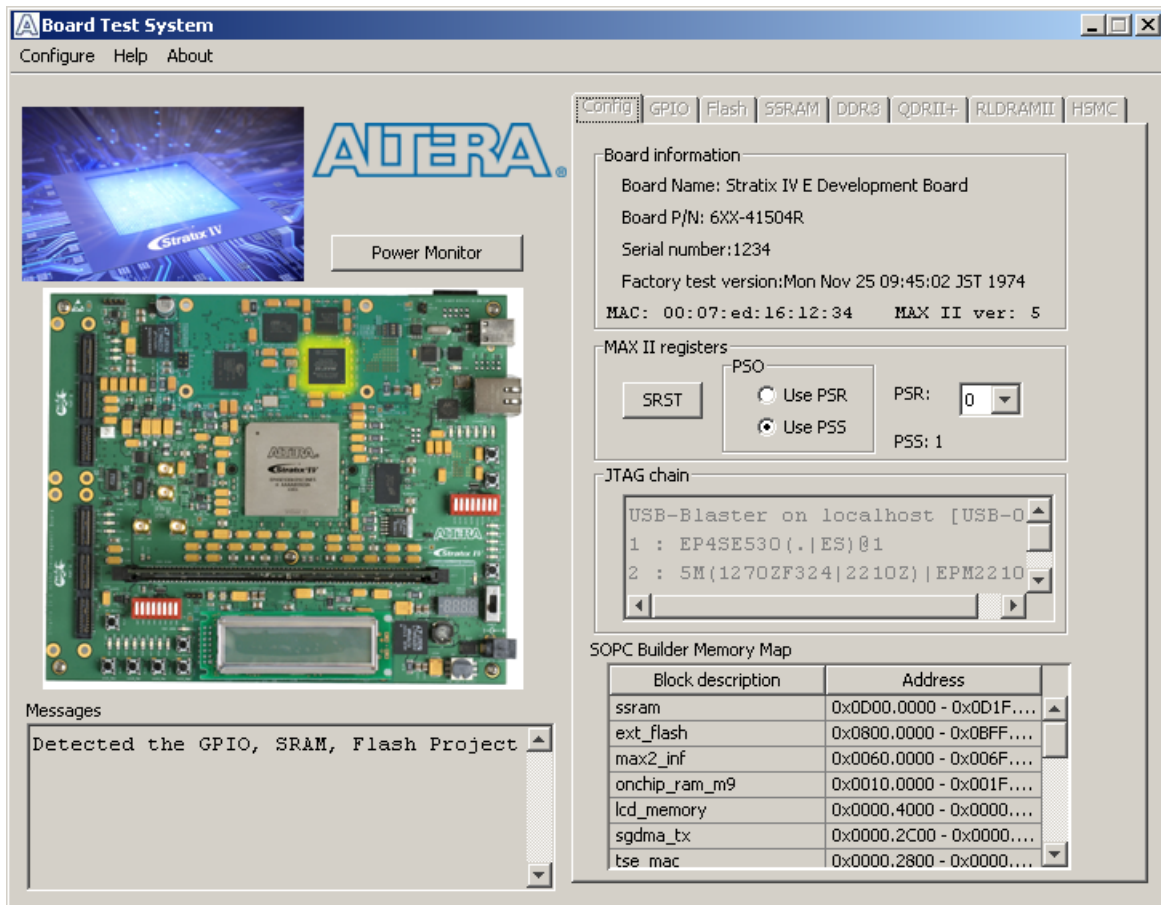 Board Test System
Configure Help About
Stratix IV
ALTERA®
Power Monitor
ALTERA
Stratix IV
ALTERA
Stratix IV
Messages
Detected the GPIO, SRAM, Flash Project
Config GPIO Flash SSRAM DDR3 QDRII+ RLDRAMII HSMC
Board information
Board Name: Stratix IV E Development Board
Board P/N: 6XX-41504R
Serial number:1234
Factory test version:Mon Nov 25 09:45:02 JST 1974
MAC: 00:07:ed:16:12:34 MAX II ver: 5
MAX II registers
SRST
PSO
Use PSR
Use PSS
PSR: 0
PSS: 1
JTAG chain
USB-Blaster on localhost [USB-0
1 : EP4SE530(.|ES)@1
2 : 5M(1270ZF324|2210Z)|EPM2210
SOPC Builder Memory Map
Block description Address
ssram 0x0D00.0000 - 0x0D1F....
ext_flash 0x0800.0000 - 0x0BFF....
max2_inf 0x0060.0000 - 0x006F....
onchip_ram_m9 0x0010.0000 - 0x001F....
lcd_memory 0x0000.4000 - 0x0000....
sgdma_tx 0x0000.2C00 - 0x0000....
tse_mac 0x0000.2800 - 0x0000....